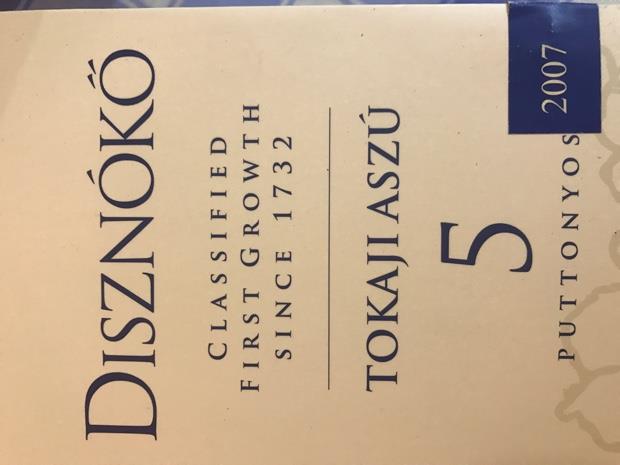 DISZNÓKŐ
CLASSIFIED
FIRST GROWTH
SINCE 1732
TOKAJI ASZÚ
5
PUTTONYOS
2007